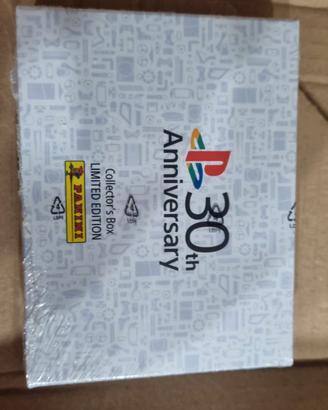 30th
Anniversary
Collector's Box
LIMITED EDITION
PANINI